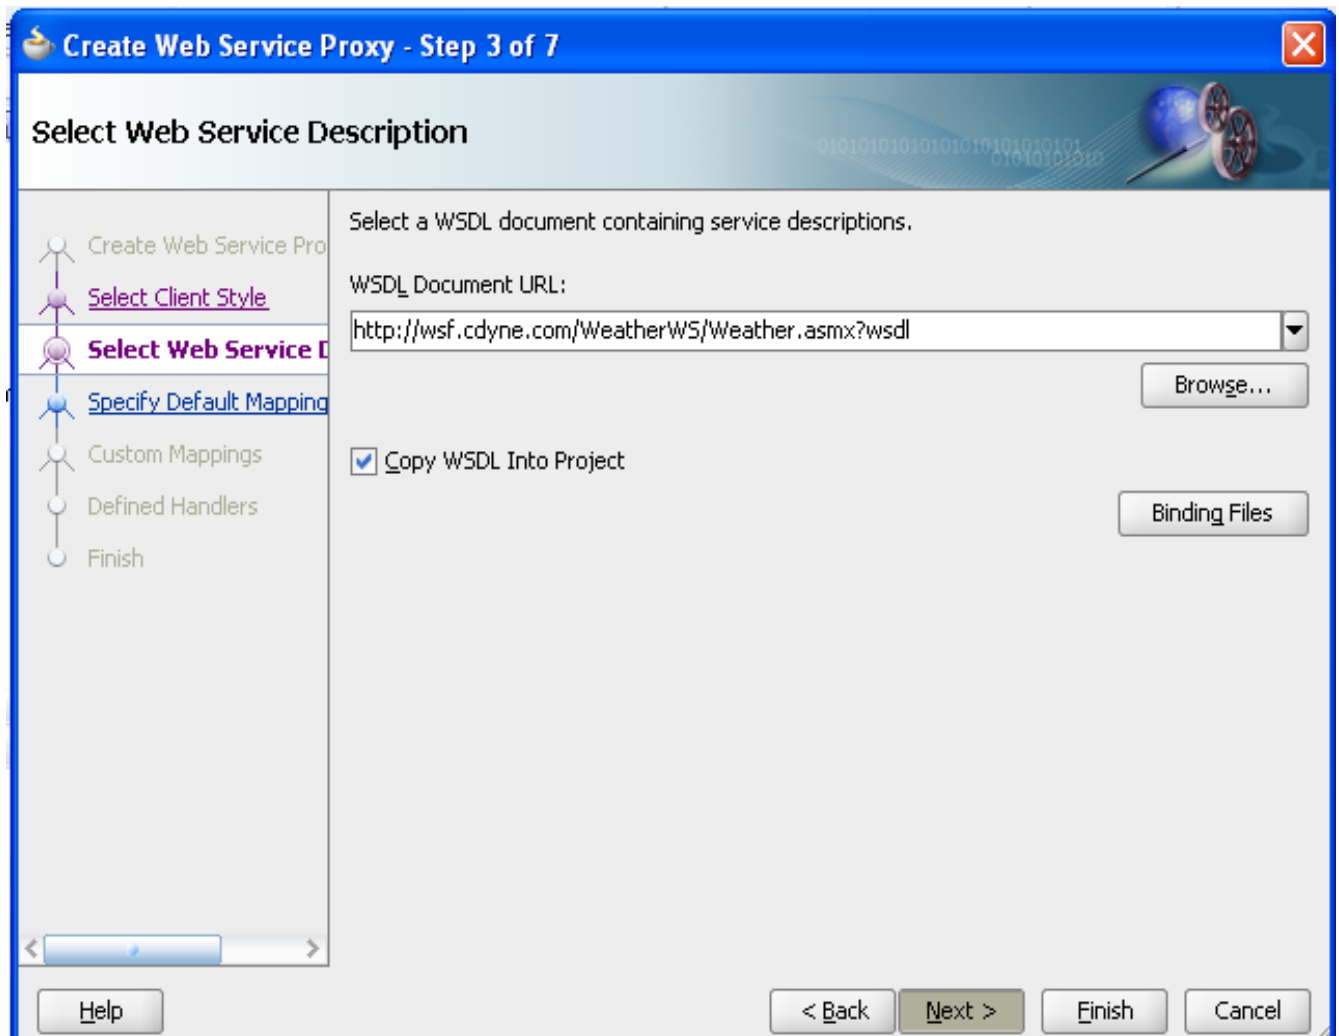 Create Web Service Proxy - Step 3 of 7
Select Web Service Description
Create Web Service Pro
Select Client Style
Select Web Service D
Specify Default Mapping
Custom Mappings
Defined Handlers
Finish
Select a WSDL document containing service descriptions.
WSDL Document URL:
http://wsf.cdyne.com/WeatherWS/Weather.asmx?wsdl
Browse...
Copy WSDL Into Project
Binding Files
Help
< Back
Next >
Finish
Cancel